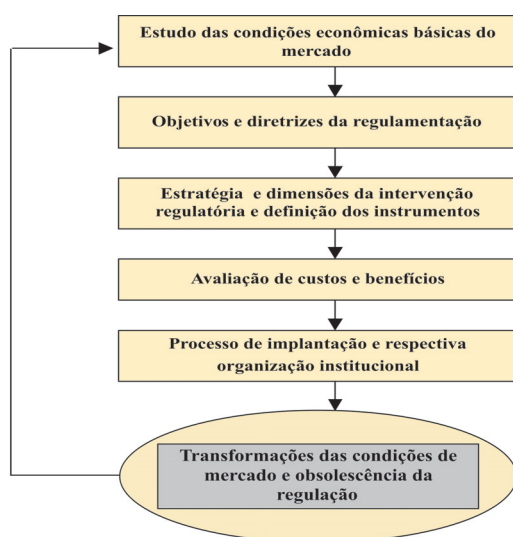 Estudo das condições econômicas básicas do
mercado
Objetivos e diretrizes da regulamentação
Estratégia e dimensões da intervenção
regulatória e definição dos instrumentos
Avaliação de custos e benefícios
Processo de implantação e respectiva
organização institucional
Transformações das condições de
mercado e obsolescência da
regulação